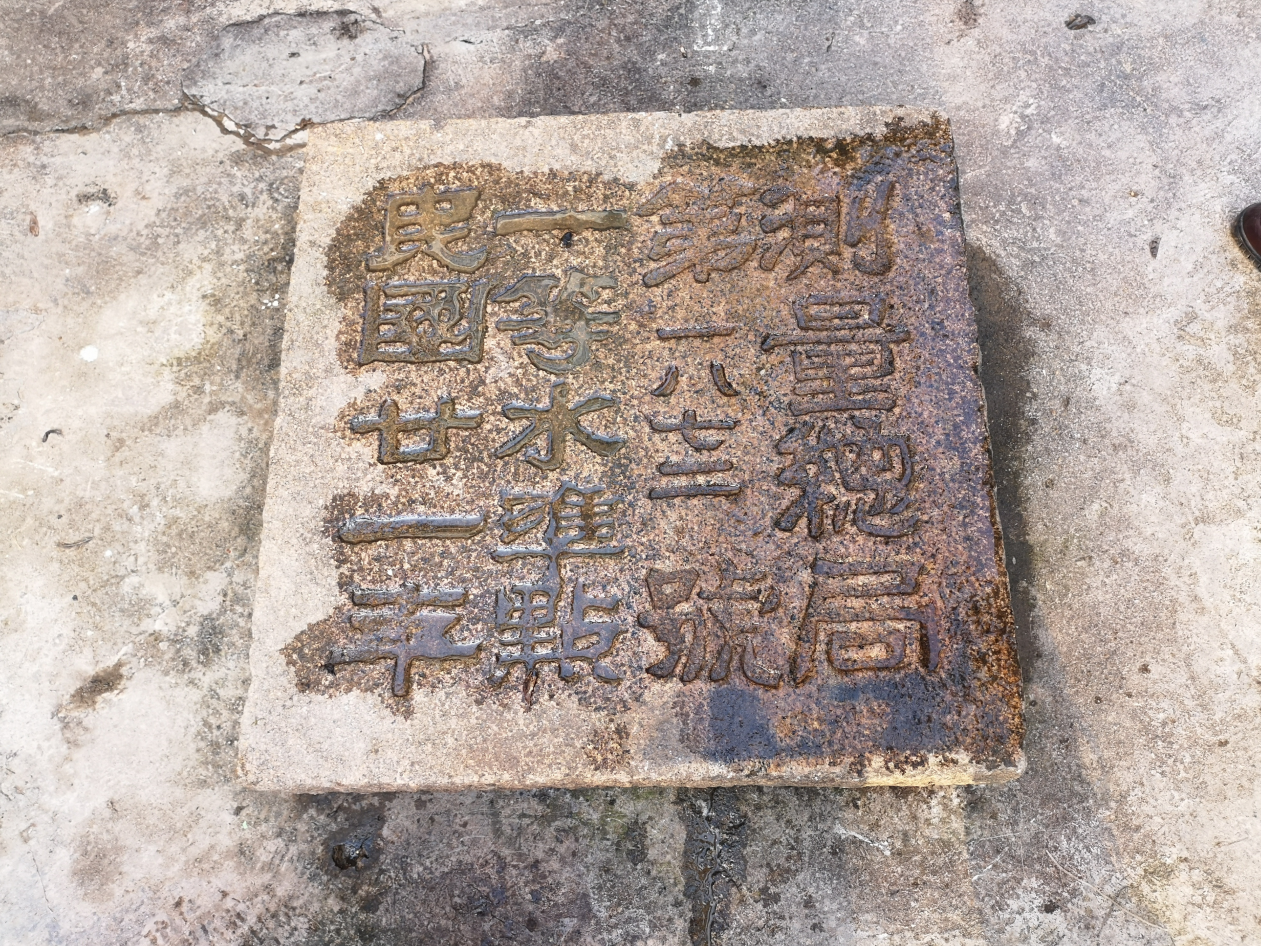 測量總局
第一八七三號
一等水準點
民國廿一年